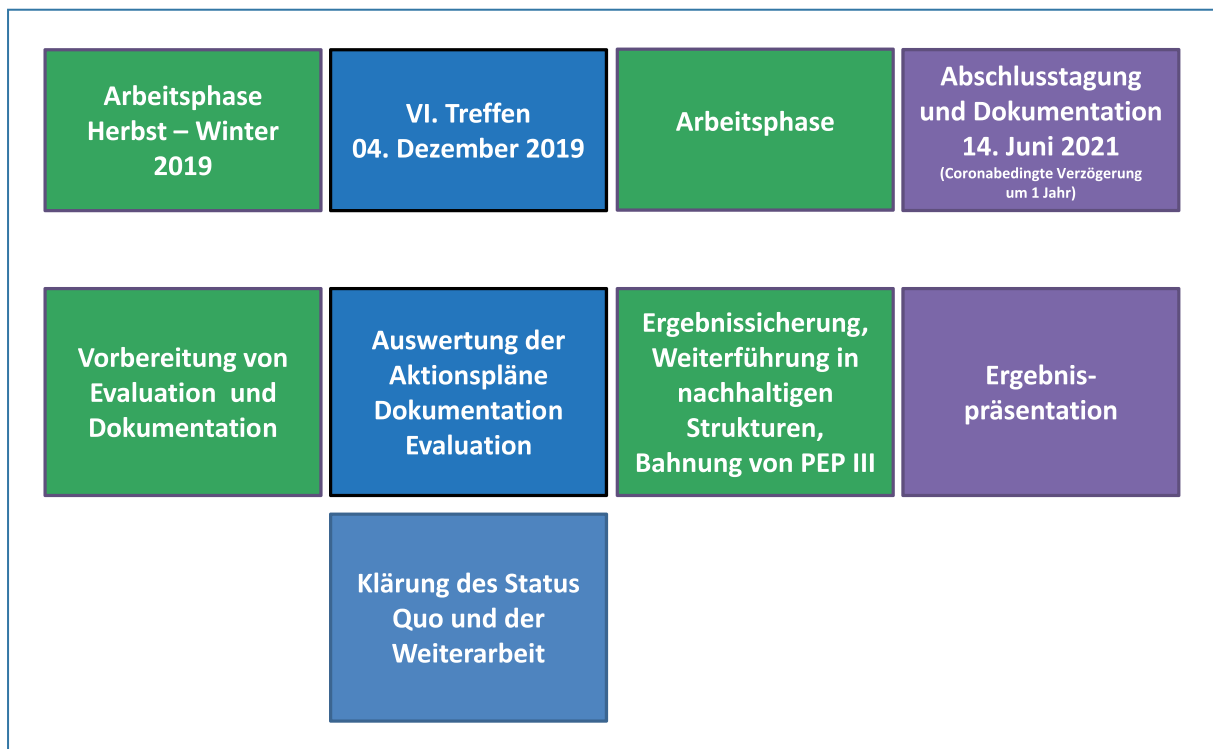 Arbeitsphase
Herbst – Winter
2019
VI. Treffen
04. Dezember 2019
Arbeitsphase
Abschlusstagung
und Dokumentation
14. Juni 2021
(Coronabedingte Verzögerung
um 1 Jahr)
Vorbereitung von
Evaluation und
Dokumentation
Auswertung der
Aktionspläne
Dokumentation
Evaluation
Ergebnissicherung,
Weiterführung in
nachhaltigen
Strukturen,
Bahnung von PEP III
Ergebnis-
präsentation
Klärung des Status
Quo und der
Weiterarbeit